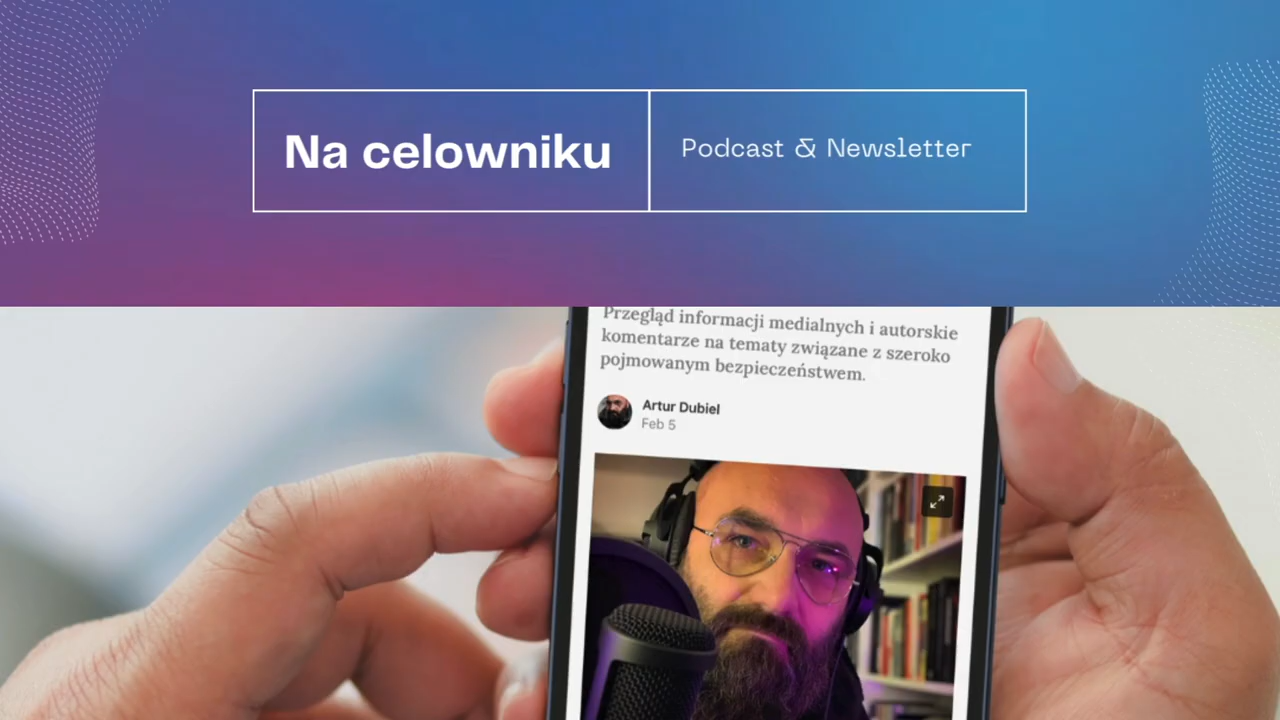 Na celowniku
Podcast & Newsletter
Przegląd informacji medialnych i autorskie
komentarze na tematy związane z szeroko
pojmowanym bezpieczeństwem.
Artur Dubiel
Feb 5